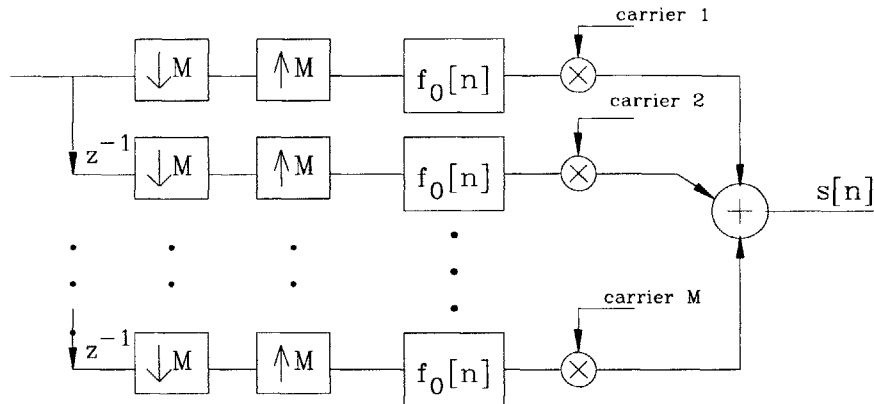 carrier 1
↓M ↑M f₀[n] ×
carrier 2
z⁻¹ ↓M ↑M f₀[n] ×
+ s[n]
carrier M
z⁻¹ ↓M ↑M f₀[n] ×